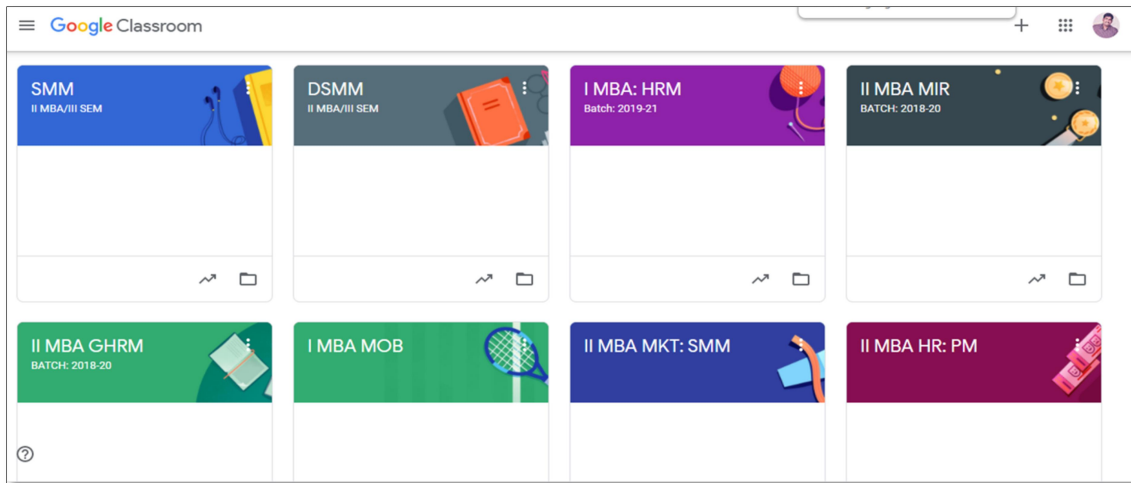 Google Classroom
SMM
II MBA/III SEM
DSMM
II MBA/III SEM
I MBA: HRM
Batch: 2019-21
II MBA MIR
BATCH: 2018-20
II MBA GHRM
BATCH: 2018-20
I MBA MOB
II MBA MKT: SMM
II MBA HR: PM